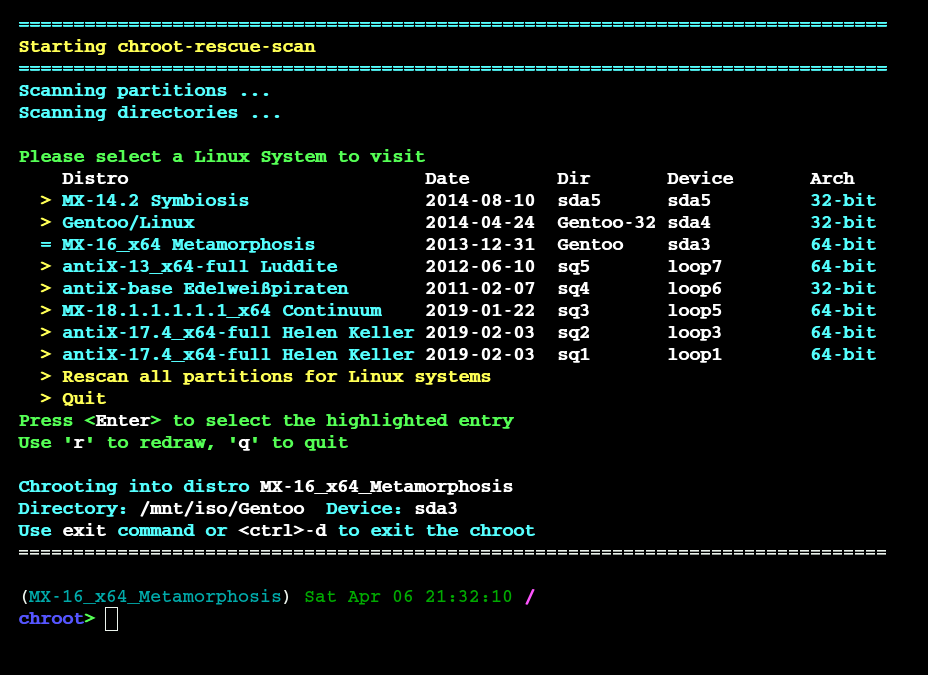 ===============================================================================
Starting chroot-rescue-scan
===============================================================================
Scanning partitions ...
Scanning directories ...

Please select a Linux System to visit
    Distro                           Date        Dir       Device       Arch
  > MX-14.2 Symbiosis                2014-08-10  sda5      sda5         32-bit
  > Gentoo/Linux                     2014-04-24  Gentoo-32 sda4         32-bit
  = MX-16_x64 Metamorphosis          2013-12-31  Gentoo    sda3         64-bit
  > antiX-13_x64-full Luddite        2012-06-10  sq5       loop7        64-bit
  > antiX-base Edelweißpiraten       2011-02-07  sq4       loop6        32-bit
  > MX-18.1.1.1.1.1_x64 Continuum    2019-01-22  sq3       loop5        64-bit
  > antiX-17.4_x64-full Helen Keller 2019-02-03  sq2       loop3        64-bit
  > antiX-17.4_x64-full Helen Keller 2019-02-03  sq1       loop1        64-bit
  > Rescan all partitions for Linux systems
  > Quit
Press <Enter> to select the highlighted entry
Use 'r' to redraw, 'q' to quit

Chrooting into distro MX-16_x64_Metamorphosis
Directory: /mnt/iso/Gentoo  Device: sda3
Use exit command or <ctrl>-d to exit the chroot
===============================================================================

(MX-16_x64_Metamorphosis) Sat Apr 06 21:32:10 /
chroot>